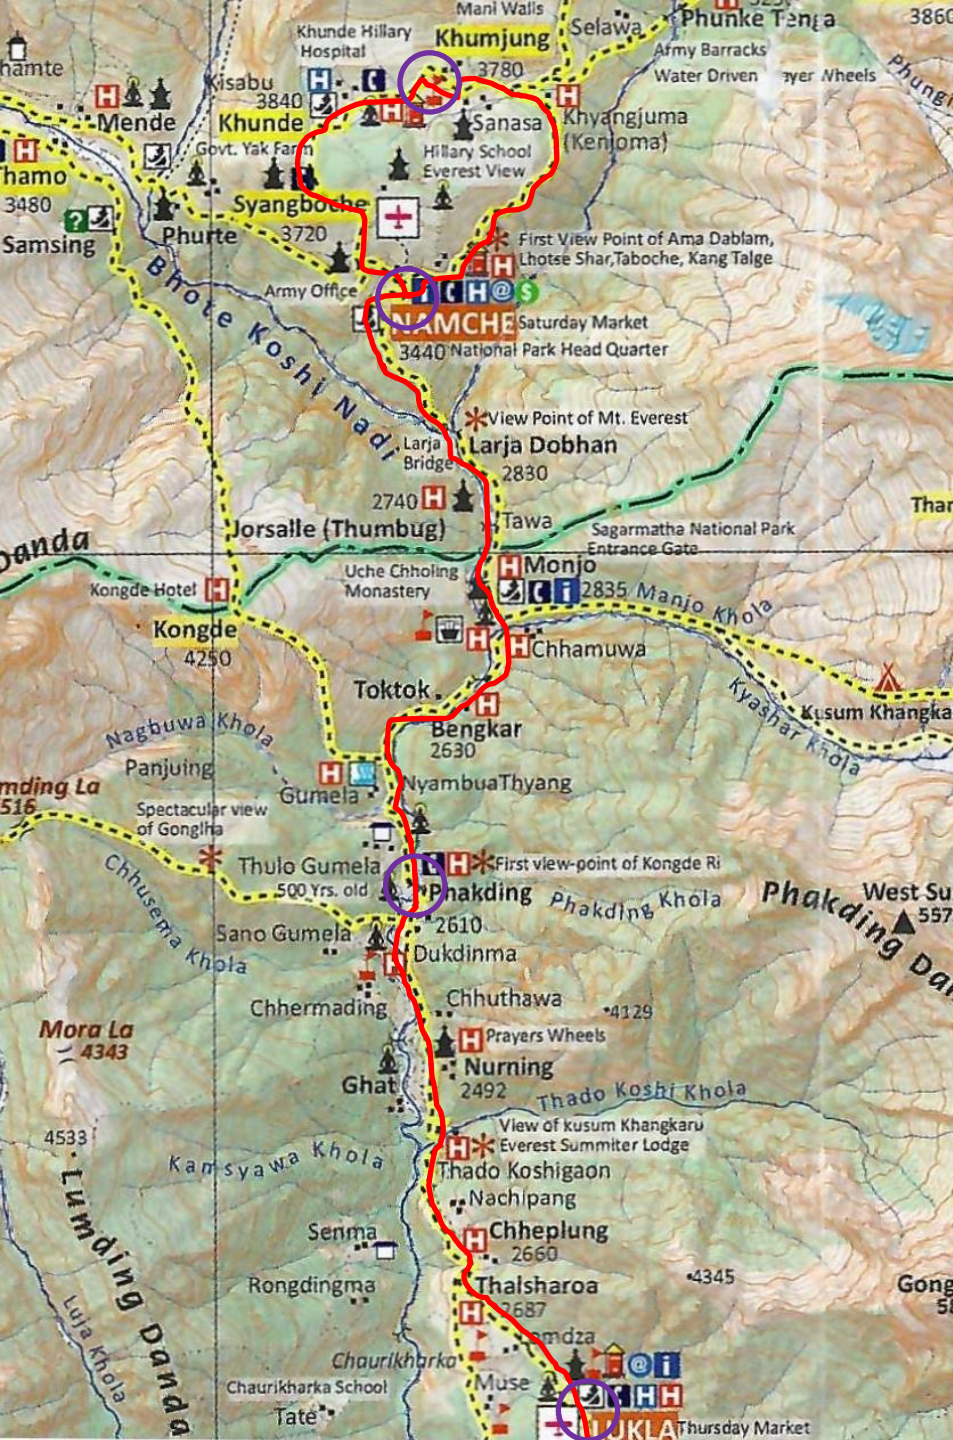 Mani Walls
Khunde Hillary
Hospital
Khumjung
3780
Selawa
Phunke Tenga
3860
Army Barracks
Water Driven
ayer Wheels
Phungi
hamte
Kisabu
3840
Khunde
H
H
Mende
Govt. Yak Farm
H
Sanasa
H
Khyangjuma
(Kenjoma)
Hillary School
Everest View
H
Thamo
3480
?
Samsing
Syangboche
3720
Phurte
First View Point of Ama Dablam,
Lhotse Shar,Taboche, Kang Talge
H
Army Office
i
H
@
$
NAMCHE
Saturday Market
3440
National Park Head Quarter
Bhote Koshi Nadi
View Point of Mt. Everest
Larja
Bridge
Larja Dobhan
2830
2740
H
Tawa
Jorsalle (Thumbug)
Sagarmatha National Park
Entrance Gate
Thar
Danda
Uche Chholing
Monastery
H
Monjo
i
2835
Manjo Khola
Kongde Hotel
H
Kongde
4250
H
H
Chhamuwa
Toktok
H
Bengkar
2630
Kyashar Khola
Kusum Khangka
Nagbuwa Khola
Panjuing
mding La
516
H
Gumela
NyambuaThyang
Spectacular view
of Gonglha
Thulo Gumela
500 Yrs. old
H
First view-point of Kongde Ri
Phakding
2610
Phakding Khola
Phakding Dan
West Su
557
Chhusema Khola
Sano Gumela
H
Dukdinma
Chhermading
Chhuthawa
4129
Mora La
4343
H
Prayers Wheels
Nurning
2492
Ghat
Thado Koshi Khola
4533
View of kusum Khangkaru
H
Everest Summiter Lodge
Kamsyawa Khola
Thado Koshigaon
Nachipang
Lumding Danda
Senma
H
Chheplung
2660
Rongdingma
Thalsharoa
4345
Gong
H
2687
Luja Khola
Chaurikharka
@
i
Chaurikharka School
Muse
H
H
Tate
LUKLA
Thursday Market